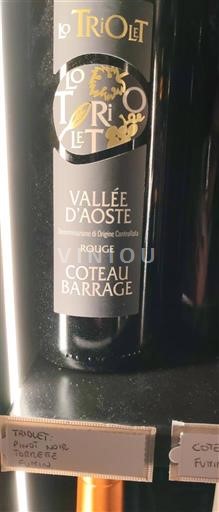 LO TRIOLET
LO
TRiO
LET
VALLÉE
D'AOSTE
Denominazione di Origine Controllata
ROUGE
VINIOU
COTEAU
BARRAGE
TRIOLET:
PINOT NOIR
TORRETTE
FUMIN
COTE
FUMIN